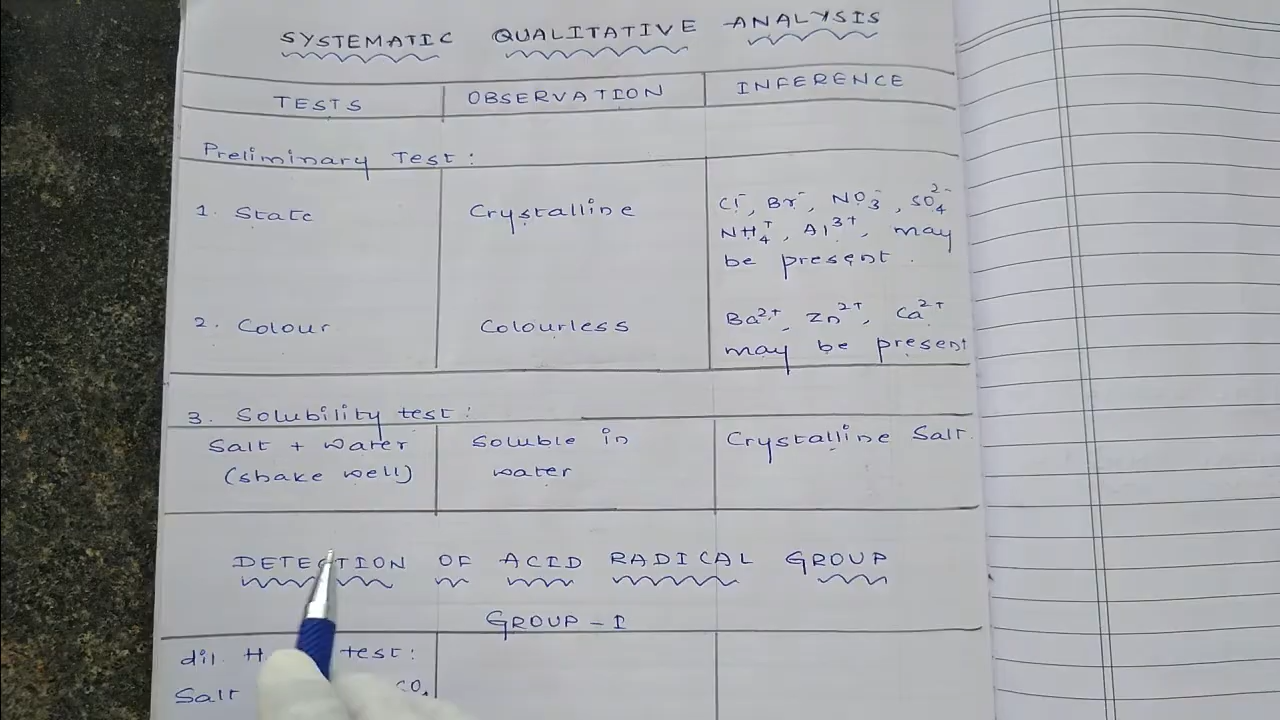 SYSTEMATIC QUALITATIVE ANALYSIS
TESTS OBSERVATION INFERENCE
Preliminary Test:
1. State Crystalline Cl⁻, Br⁻, NO₃⁻, SO₄²⁻
NH₄⁺, Al³⁺, may
be present.
2. Colour Colourless Ba²⁺, Zn²⁺, Ca²⁺
may be present
3. Solubility test:
Salt + water Soluble in Crystalline Salt.
(shake well) water
DETECTION OF ACID RADICAL GROUP
GROUP - I
dil. test:
Salt